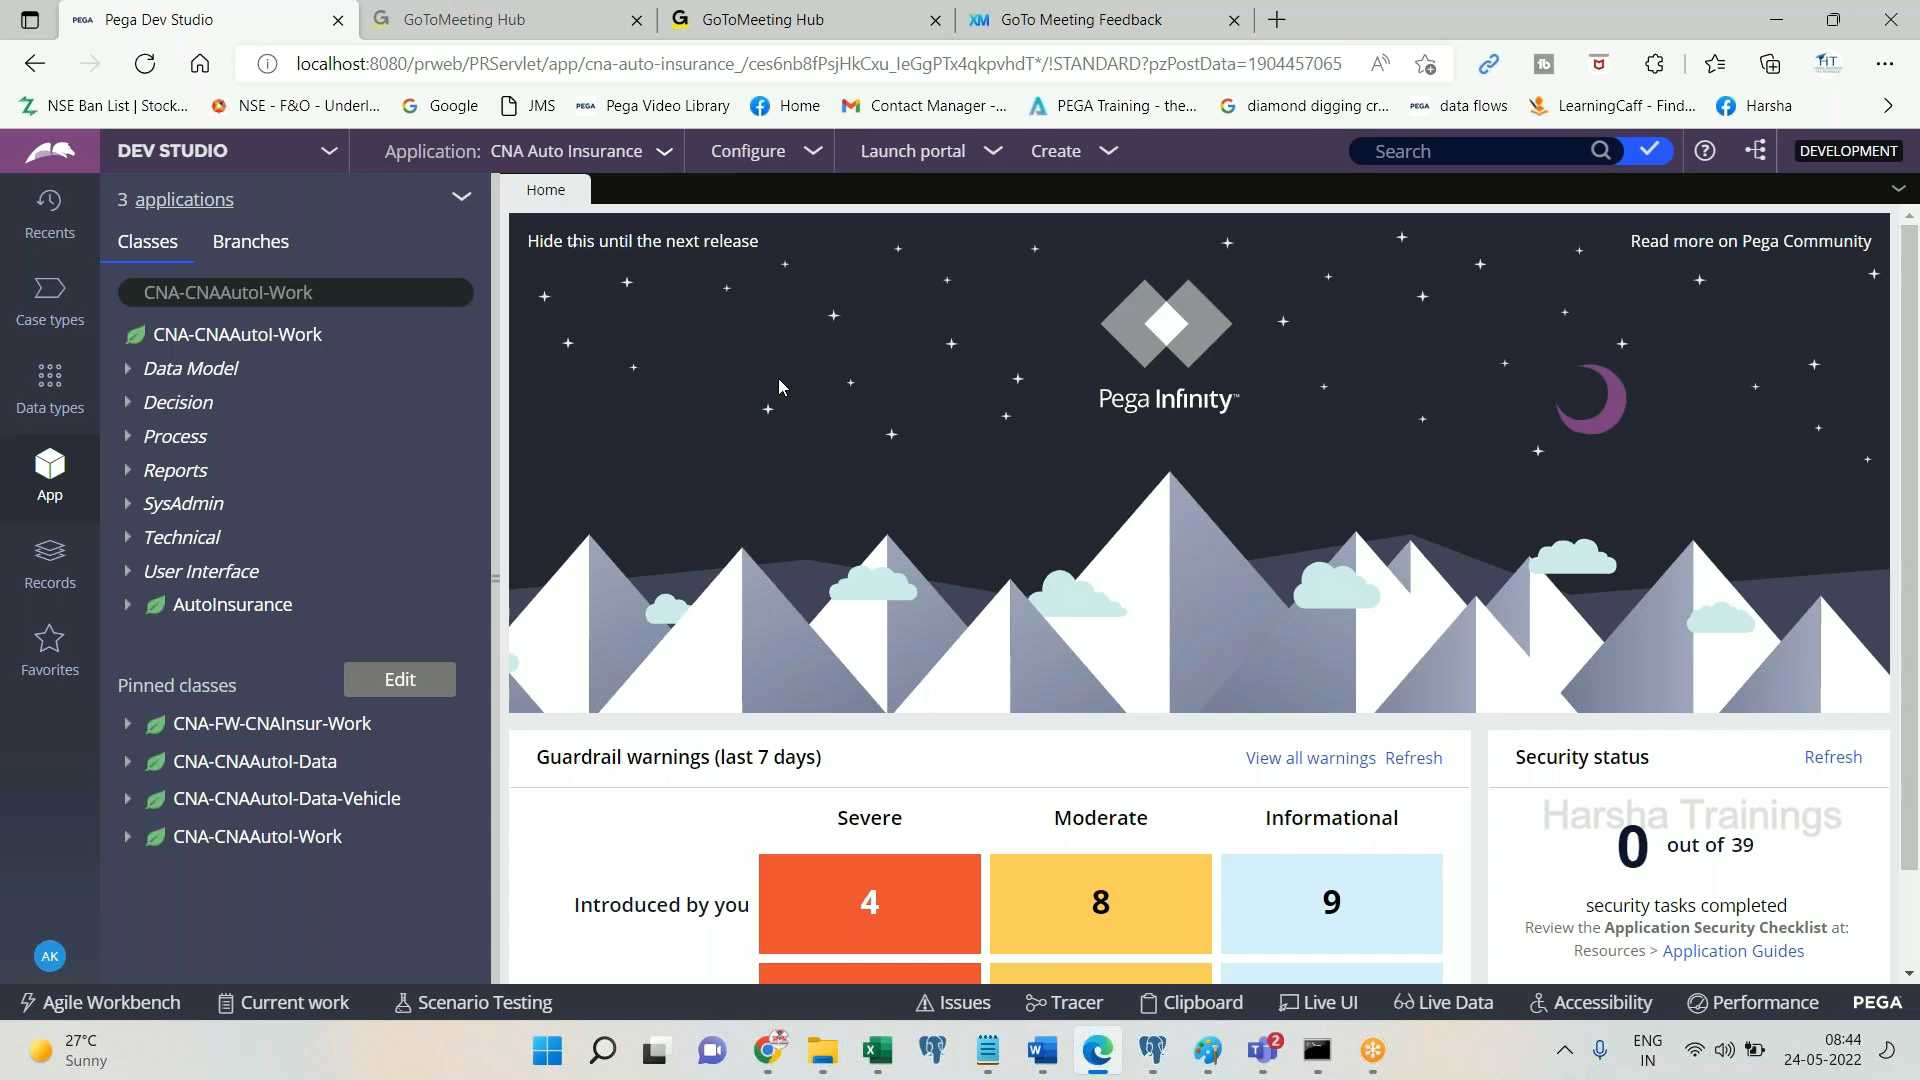 PEGA Pega Dev Studio
G GoToMeeting Hub
G GoToMeeting Hub
XM GoTo Meeting Feedback
localhost:8080/prweb/PRServlet/app/cna-auto-insurance_/ces6nb8fPsjHkCxu_IeGgPTx4qkpvhdT*/!STANDARD?pzPostData=1904457065
NSE Ban List | Stock...
NSE - F&O - Underl...
Google
JMS
PEGA Pega Video Library
Home
Contact Manager -...
PEGA Training - the...
diamond digging cr...
PEGA data flows
LearningCaff - Find...
Harsha
DEV STUDIO
Application: CNA Auto Insurance
Configure
Launch portal
Create
Search
DEVELOPMENT
Recents
Case types
Data types
App
Records
Favorites
AK
3 applications
Classes
Branches
CNA-CNAAutoI-Work
CNA-CNAAutoI-Work
Data Model
Decision
Process
Reports
SysAdmin
Technical
User Interface
AutoInsurance
Pinned classes
Edit
CNA-FW-CNAInsur-Work
CNA-CNAAutoI-Data
CNA-CNAAutoI-Data-Vehicle
CNA-CNAAutoI-Work
Home
Hide this until the next release
Read more on Pega Community
Pega Infinity™
Guardrail warnings (last 7 days)
View all warnings Refresh
Severe
Moderate
Informational
Introduced by you
4
8
9
Security status
Refresh
Harsha Trainings
0 out of 39
security tasks completed
Review the Application Security Checklist at:
Resources > Application Guides
Agile Workbench
Current work
Scenario Testing
Issues
Tracer
Clipboard
Live UI
Live Data
Accessibility
Performance
PEGA
27°C
Sunny
2
ENG
IN
08:44
24-05-2022